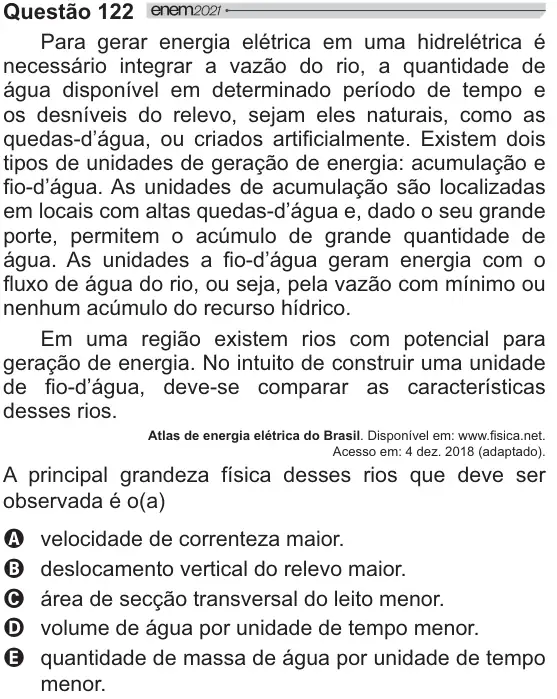 Questão 122 enem2021
Para gerar energia elétrica em uma hidrelétrica é
necessário integrar a vazão do rio, a quantidade de
água disponível em determinado período de tempo e
os desníveis do relevo, sejam eles naturais, como as
quedas-d’água, ou criados artificialmente. Existem dois
tipos de unidades de geração de energia: acumulação e
fio-d’água. As unidades de acumulação são localizadas
em locais com altas quedas-d’água e, dado o seu grande
porte, permitem o acúmulo de grande quantidade de
água. As unidades a fio-d’água geram energia com o
fluxo de água do rio, ou seja, pela vazão com mínimo ou
nenhum acúmulo do recurso hídrico.
Em uma região existem rios com potencial para
geração de energia. No intuito de construir uma unidade
de fio-d’água, deve-se comparar as características
desses rios.
Atlas de energia elétrica do Brasil. Disponível em: www.fisica.net.
Acesso em: 4 dez. 2018 (adaptado).
A principal grandeza física desses rios que deve ser
observada é o(a)
A velocidade de correnteza maior.
B deslocamento vertical do relevo maior.
C área de secção transversal do leito menor.
D volume de água por unidade de tempo menor.
E quantidade de massa de água por unidade de tempo
menor.